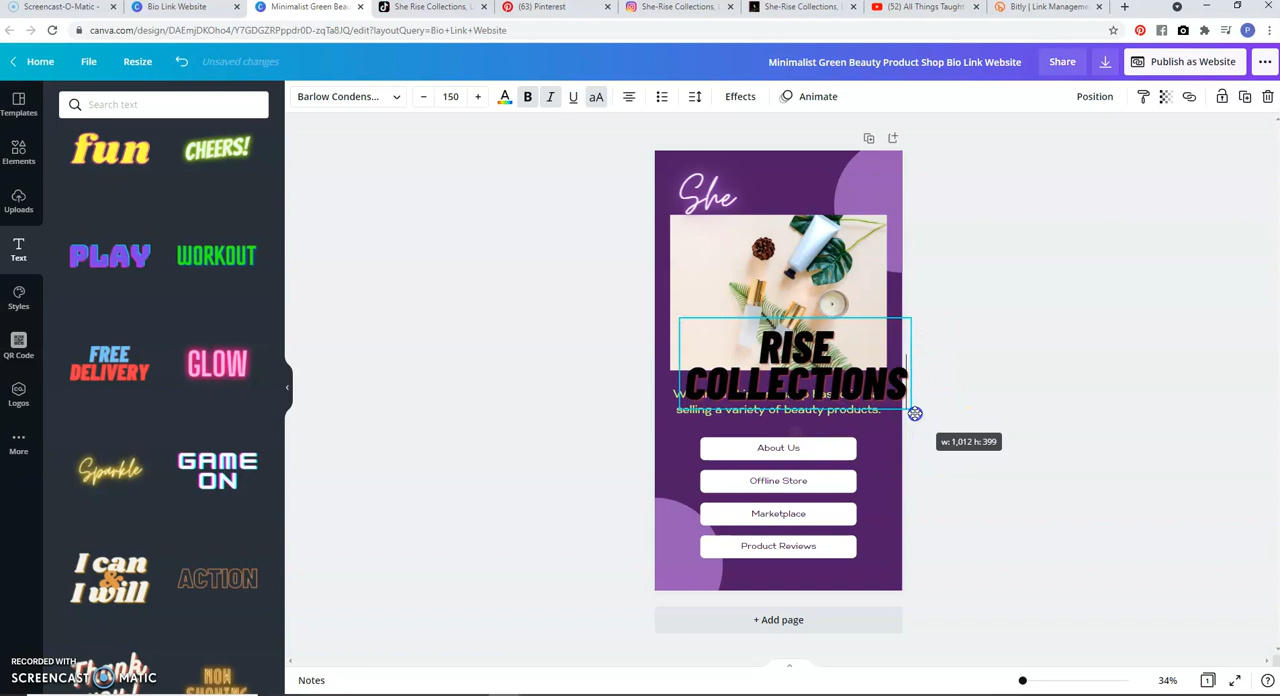 Screencast-O-Matic -
Bio Link Website
Minimalist Green Beau
She Rise Collections, L
(63) Pinterest
She-Rise Collections,
She-Rise Collections, L
(52) All Things Taught
Bitly | Link Manageme
canva.com/design/DAEmjDKOho4/Y7GDGZRPppdr0D-zqTa8JQ/edit?layoutQuery=Bio+Link+Website
P
Home
File
Resize
Unsaved changes
Minimalist Green Beauty Product Shop Bio Link Website
Share
Publish as Website
Barlow Condens...
– 150 +
A
B
I
U
aA
Effects
Animate
Position
Templates
Elements
Uploads
Text
Styles
QR Code
Logos
More
Search text
fun
CHEERS!
PLAY
WORKOUT
FREE
DELIVERY
GLOW
Sparkle
GAME
ON
I can
&
I will
ACTION
Thank
NOW
She
RISE
COLLECTIONS
selling a variety of beauty products.
w: 1,012 h: 399
About Us
Offline Store
Marketplace
Product Reviews
+ Add page
Notes
34%
1
RECORDED WITH
SCREENCAST MATIC